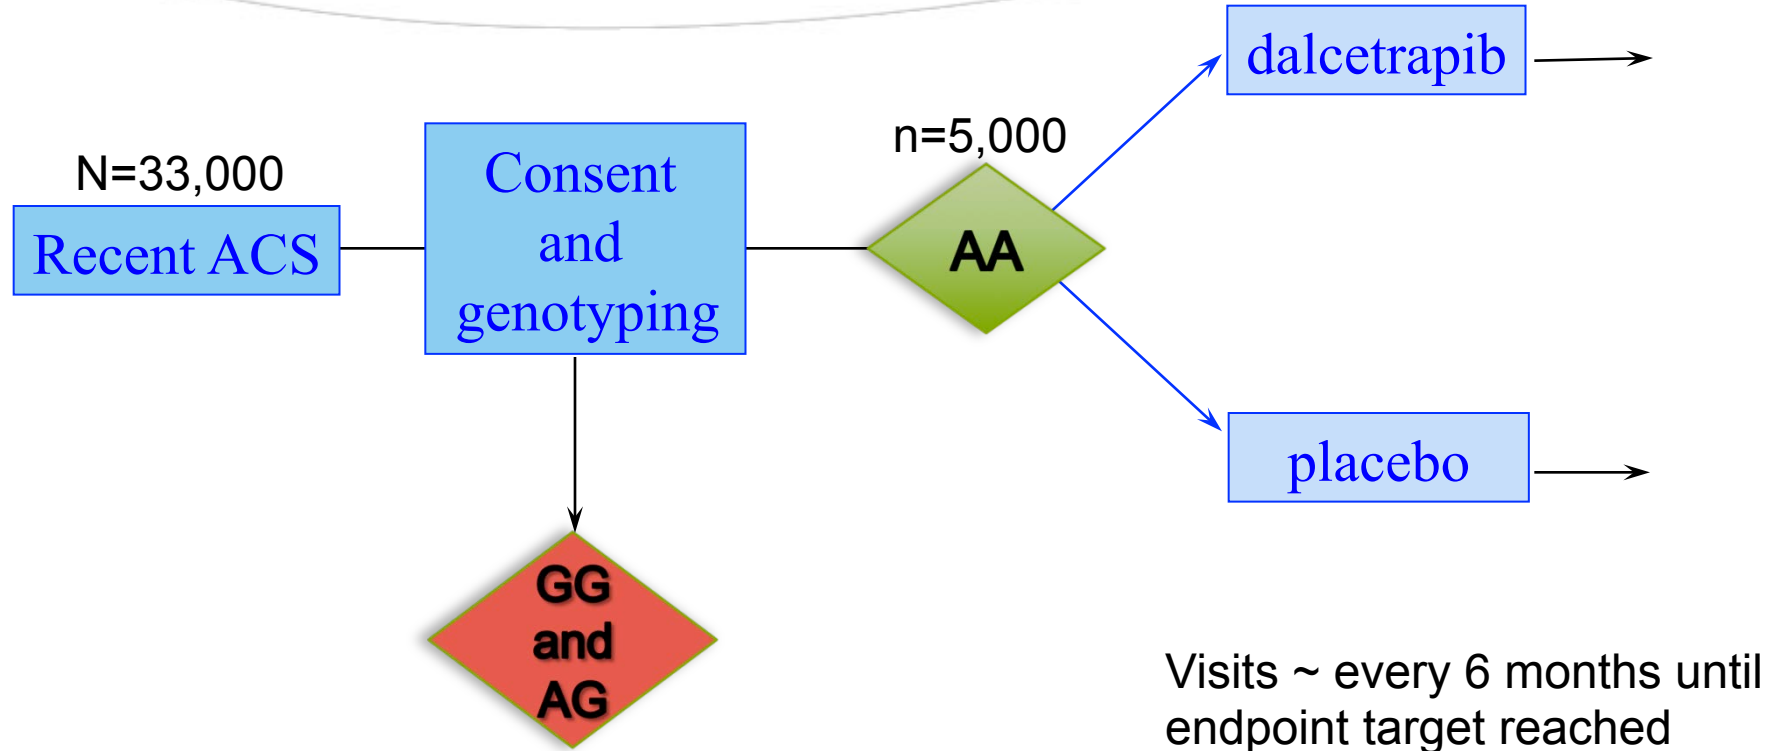 N=33,000
Recent ACS
Consent
and
genotyping
n=5,000
AA
dalcetrapib
placebo
GG
and
AG
Visits ~ every 6 months until
endpoint target reached